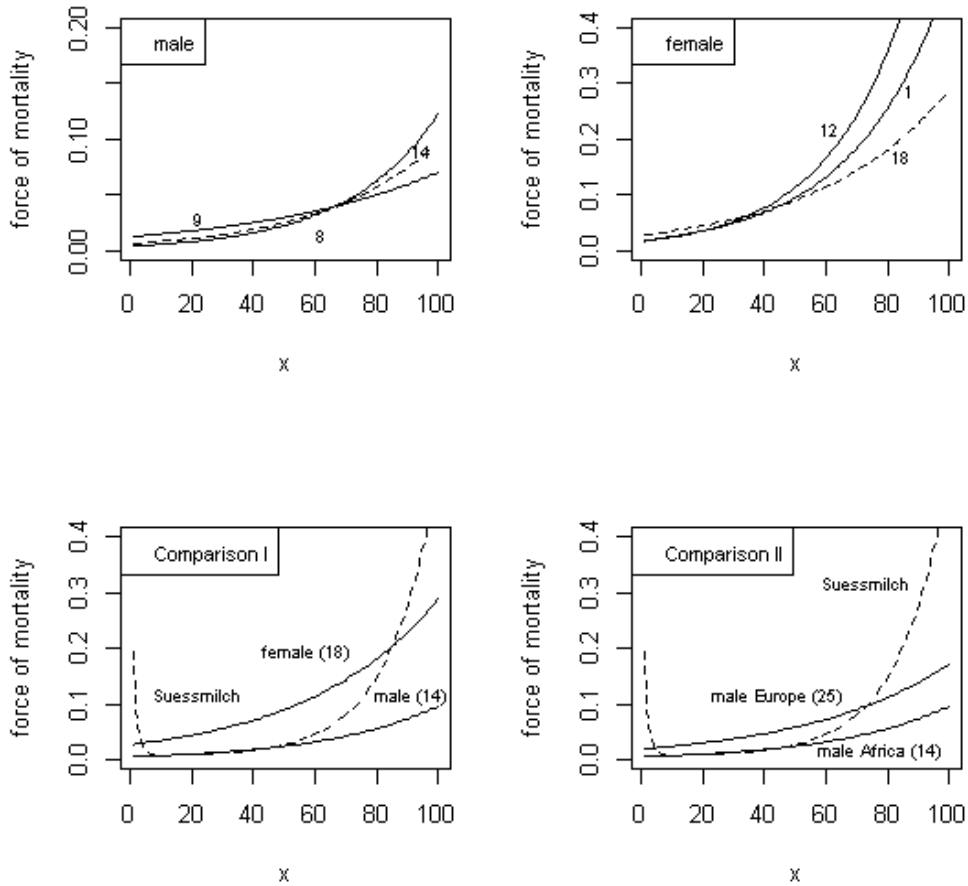 male
force of mortality
0.20
0.10
0.00
9
8
14
0 20 40 60 80 100
x
female
force of mortality
0.4
0.3
0.2
0.1
0.0
12
1
18
0 20 40 60 80 100
x
Comparison I
force of mortality
0.4
0.3
0.2
0.1
0.0
female (18)
Suessmilch
male (14)
0 20 40 60 80 100
x
Comparison II
force of mortality
0.4
0.3
0.2
0.1
0.0
Suessmilch
male Europe (25)
male Africa (14)
0 20 40 60 80 100
x